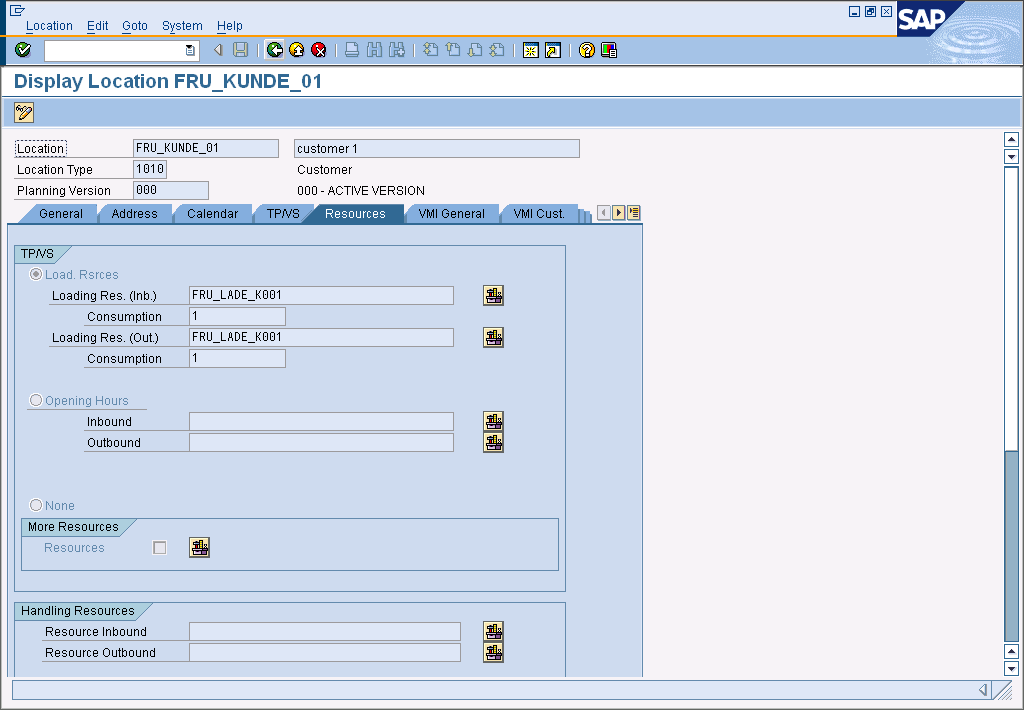 Location Edit Goto System Help
SAP
Display Location FRU_KUNDE_01
Location FRU_KUNDE_01 customer 1
Location Type 1010 Customer
Planning Version 000 000 - ACTIVE VERSION
General Address Calendar TP/VS Resources VMI General VMI Cust.
TP/VS
Load. Rsrces
Loading Res. (Inb.) FRU_LADE_K001
Consumption 1
Loading Res. (Out.) FRU_LADE_K001
Consumption 1
Opening Hours
Inbound
Outbound
None
More Resources
Resources
Handling Resources
Resource Inbound
Resource Outbound